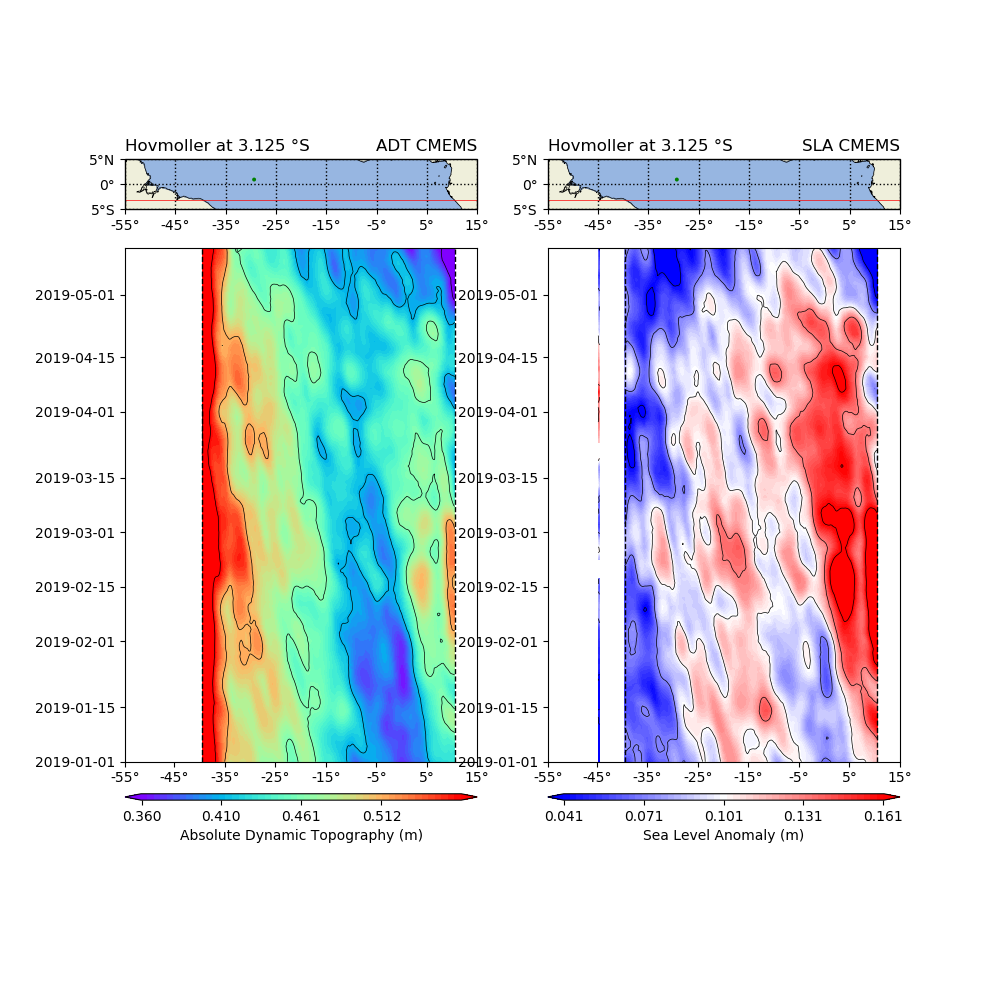 Hovmoller at 3.125 °S ADT CMEMS
5°N
0°
5°S
-55° -45° -35° -25° -15° -5° 5° 15°
2019-05-01
2019-04-15
2019-04-01
2019-03-15
2019-03-01
2019-02-15
2019-02-01
2019-01-15
2019-01-01
-55° -45° -35° -25° -15° -5° 5° 15°
0.360 0.410 0.461 0.512
Absolute Dynamic Topography (m)
Hovmoller at 3.125 °S SLA CMEMS
5°N
0°
5°S
-55° -45° -35° -25° -15° -5° 5° 15°
2019-05-01
2019-04-15
2019-04-01
2019-03-15
2019-03-01
2019-02-15
2019-02-01
2019-01-15
2019-01-01
-55° -45° -35° -25° -15° -5° 5° 15°
0.041 0.071 0.101 0.131 0.161
Sea Level Anomaly (m)